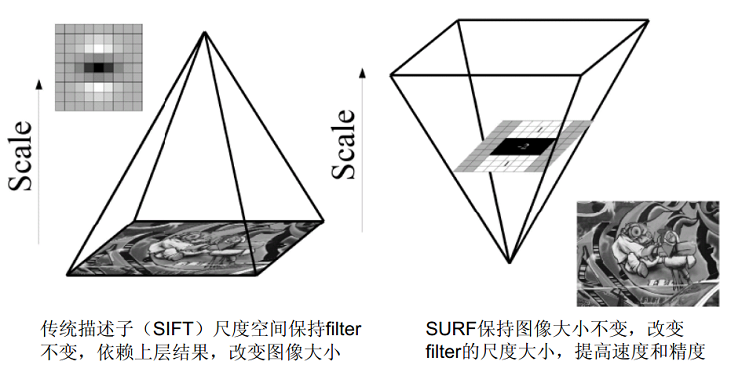 Scale
传统描述子（SIFT）尺度空间保持filter
不变，依赖上层结果，改变图像大小
Scale
1
-2
1
SURF保持图像大小不变，改变
filter的尺度大小，提高速度和精度